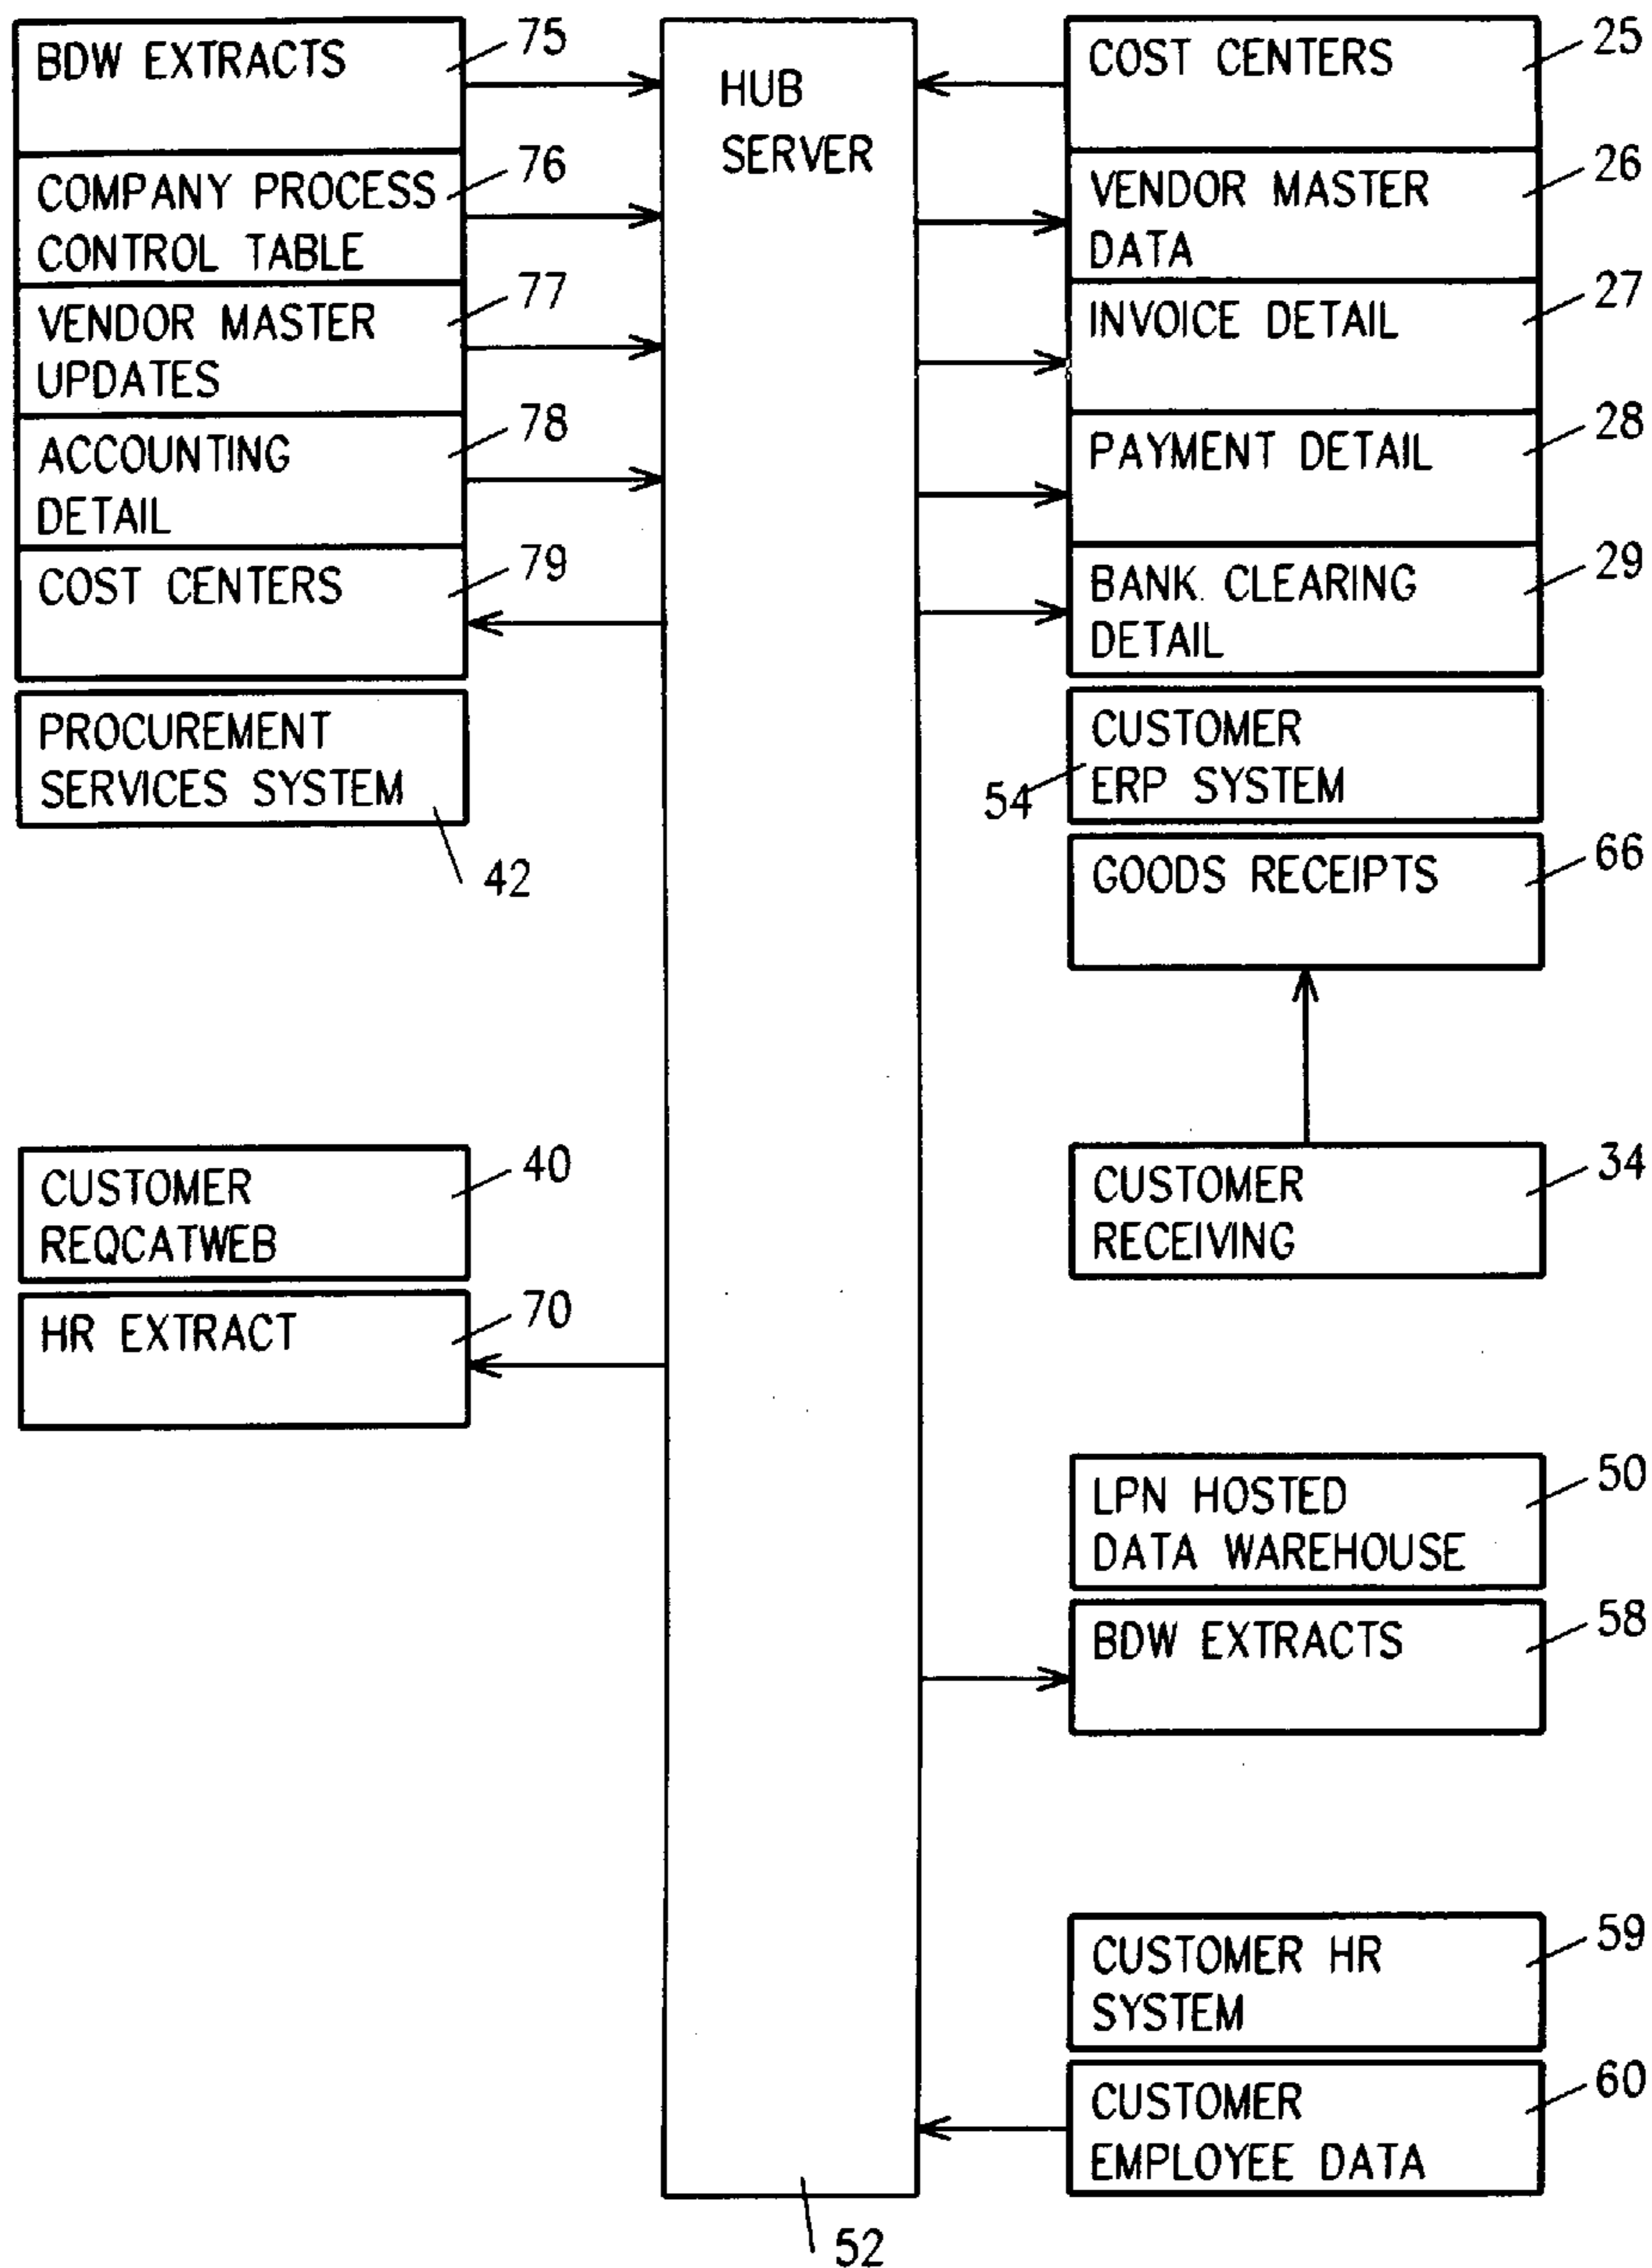 BDW EXTRACTS
75
COMPANY PROCESS
CONTROL TABLE
76
VENDOR MASTER
UPDATES
77
ACCOUNTING
DETAIL
78
COST CENTERS
79
PROCUREMENT
SERVICES SYSTEM
42
CUSTOMER
REQCATWEB
40
HR EXTRACT
70
HUB
SERVER
52
COST CENTERS
25
VENDOR MASTER
DATA
26
INVOICE DETAIL
27
PAYMENT DETAIL
28
BANK CLEARING
DETAIL
29
CUSTOMER
ERP SYSTEM
54
GOODS RECEIPTS
66
CUSTOMER
RECEIVING
34
LPN HOSTED
DATA WAREHOUSE
50
BDW EXTRACTS
58
CUSTOMER HR
SYSTEM
59
CUSTOMER
EMPLOYEE DATA
60